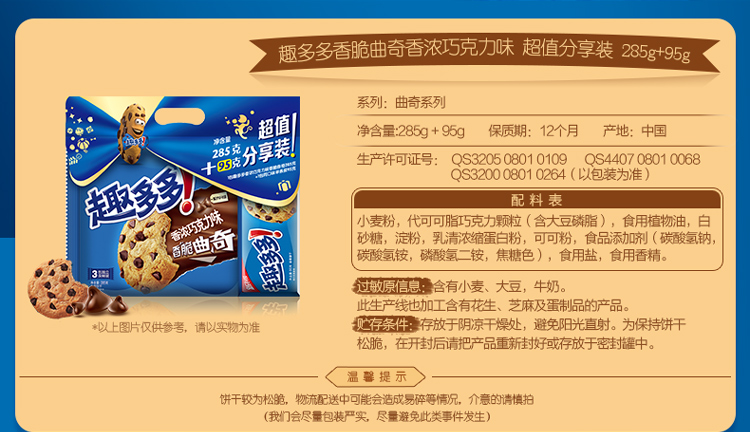 趣多多香脆曲奇香浓巧克力味 超值分享装 285g+95g
系列：曲奇系列
净含量:285g + 95g 保质期：12个月 产地：中国
生产许可证号： QS3205 0801 0109 QS4407 0801 0068
QS3200 0801 0264（以包装为准）
配料表
小麦粉，代可可脂巧克力颗粒（含大豆磷脂），食用植物油，白
砂糖，淀粉，乳清浓缩蛋白粉，可可粉，食品添加剂（碳酸氢钠，
碳酸氢铵，磷酸氢二铵，焦糖色），食用盐，食用香精。
过敏原信息：含有小麦、大豆，牛奶。
此生产线也加工含有花生、芝麻及蛋制品的产品。
贮存条件：存放于阴凉干燥处，避免阳光直射。为保持饼干
松脆，在开封后请把产品重新封好或存放于密封罐中。
净含量
285克
+95克
超值!
分享装!
趣多多!
香浓巧克力味
香脆曲奇
趣多多!
*以上图片仅供参考，请以实物为准
温馨提示
饼干较为松脆，物流配送中可能会造成易碎等情况，介意的请慎拍
（我们会尽量包装严实，尽量避免此类事件发生）